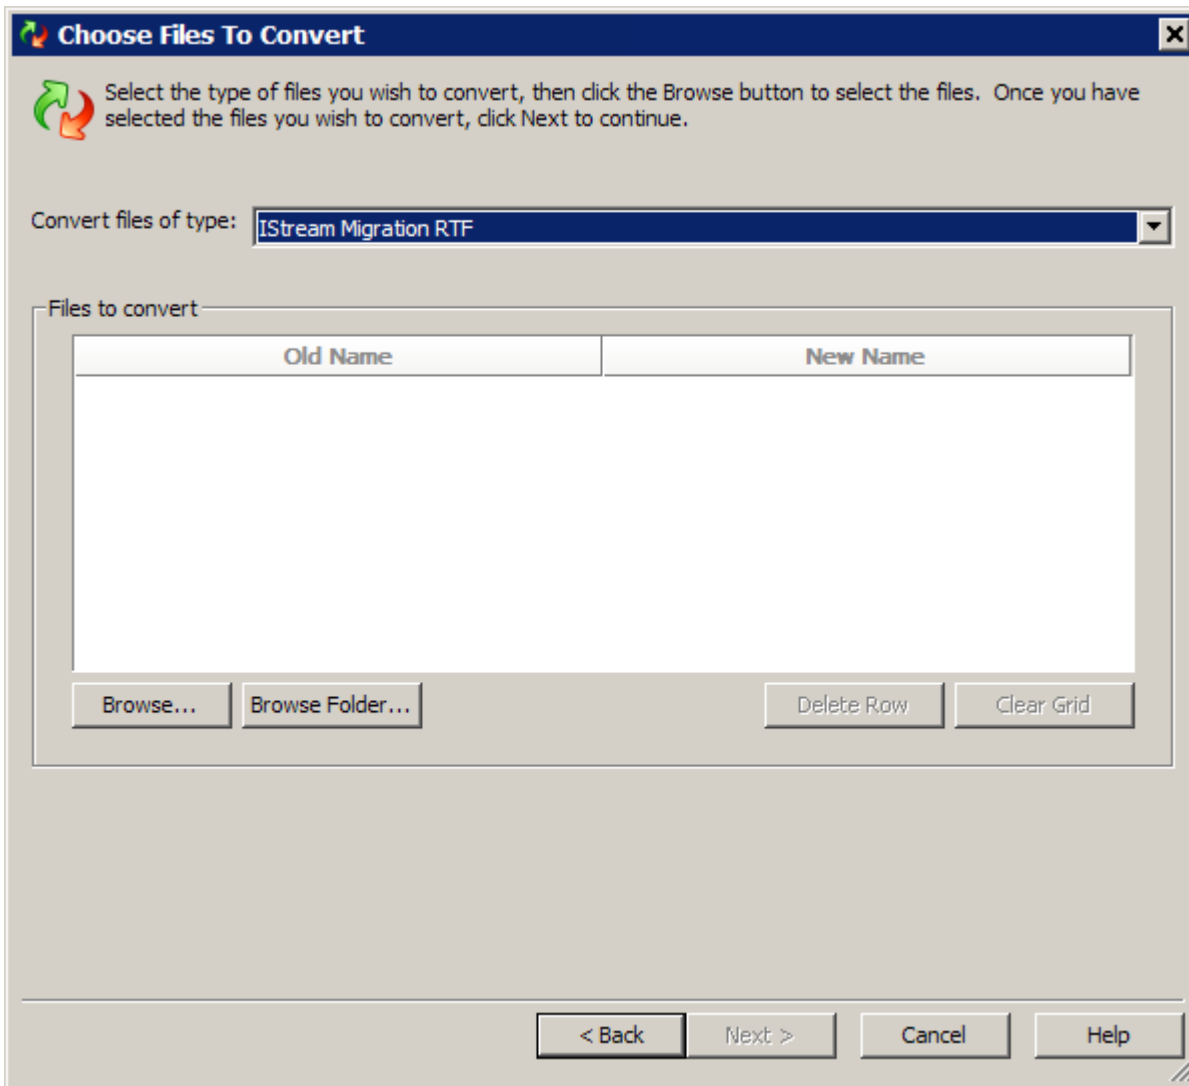 Choose Files To Convert
Select the type of files you wish to convert, then click the Browse button to select the files.  Once you have
selected the files you wish to convert, click Next to continue.
Convert files of type: IStream Migration RTF
Files to convert
Old Name New Name
Browse... Browse Folder... Delete Row Clear Grid
< Back Next > Cancel Help